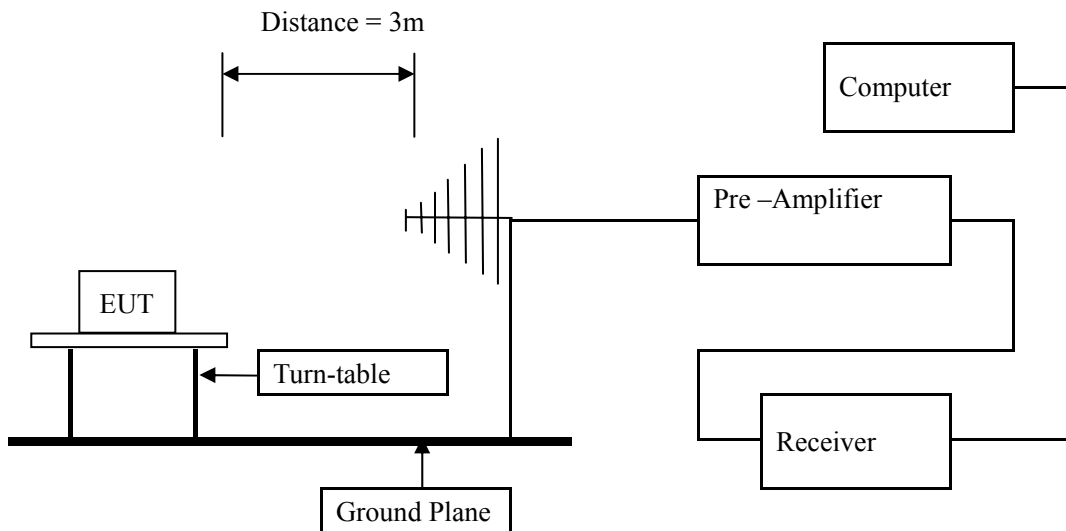 Distance = 3m
Computer
Pre –Amplifier
EUT
Turn-table
Receiver
Ground Plane